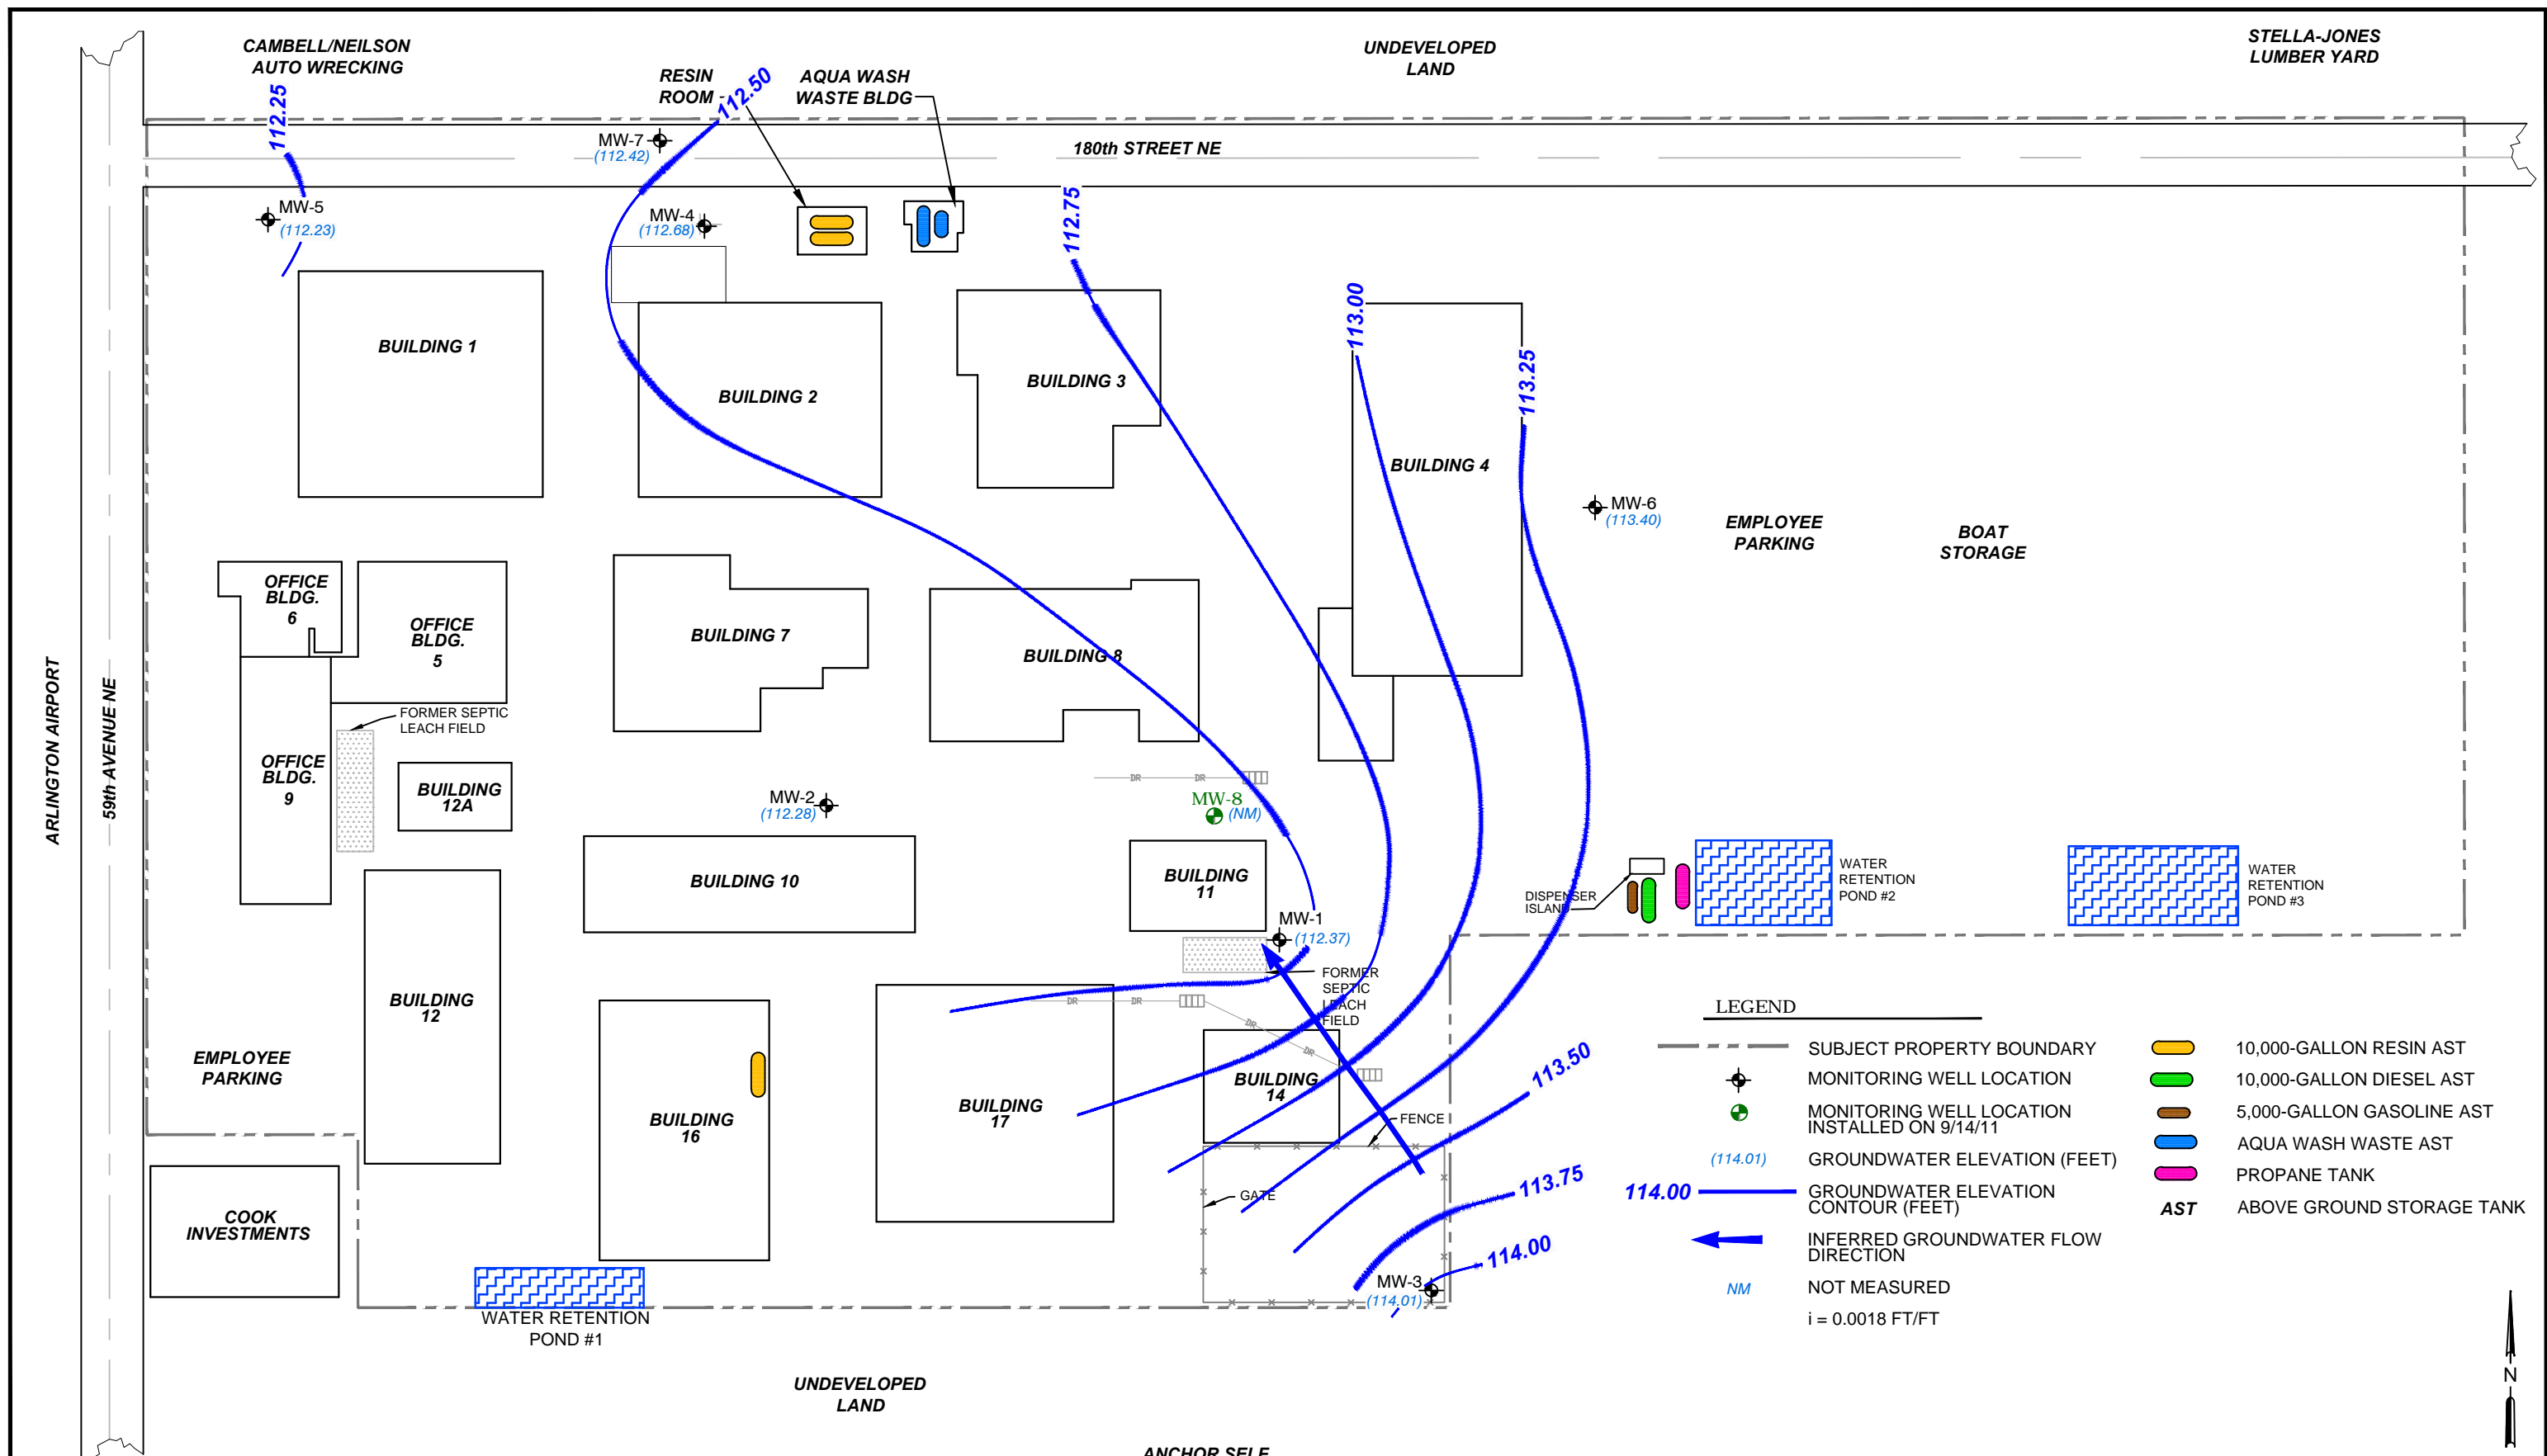 CAMBELL/NEILSON
AUTO WRECKING
UNDEVELOPED
LAND
STELLA-JONES
LUMBER YARD
RESIN
ROOM
AQUA WASH
WASTE BLDG
112.25
112.50
MW-7
(112.42)
180th STREET NE
MW-5
(112.23)
MW-4
(112.68)
112.75
113.00
113.25
BUILDING 1
BUILDING 2
BUILDING 3
BUILDING 4
MW-6
(113.40)
EMPLOYEE
PARKING
BOAT
STORAGE
OFFICE
BLDG.
6
OFFICE
BLDG.
5
BUILDING 7
BUILDING 8
ARLINGTON AIRPORT
59th AVENUE NE
FORMER SEPTIC
LEACH FIELD
OFFICE
BLDG.
9
BUILDING
12A
MW-2
(112.28)
DR
DR
MW-8
(NM)
BUILDING 10
BUILDING
11
DISPENSER
ISLAND
WATER
RETENTION
POND #2
WATER
RETENTION
POND #3
MW-1
(112.37)
FORMER
SEPTIC
LEACH
FIELD
BUILDING
12
DR
DR
DR
DR
EMPLOYEE
PARKING
BUILDING
16
BUILDING
17
BUILDING
14
FENCE
GATE
113.50
113.75
114.00
MW-3
(114.01)
COOK
INVESTMENTS
WATER RETENTION
POND #1
UNDEVELOPED
LAND
ANCHOR SELF
LEGEND
SUBJECT PROPERTY BOUNDARY
MONITORING WELL LOCATION
MONITORING WELL LOCATION
INSTALLED ON 9/14/11
(114.01) GROUNDWATER ELEVATION (FEET)
114.00 GROUNDWATER ELEVATION
CONTOUR (FEET)
INFERRED GROUNDWATER FLOW
DIRECTION
NM NOT MEASURED
i = 0.0018 FT/FT
10,000-GALLON RESIN AST
10,000-GALLON DIESEL AST
5,000-GALLON GASOLINE AST
AQUA WASH WASTE AST
PROPANE TANK
AST ABOVE GROUND STORAGE TANK
N